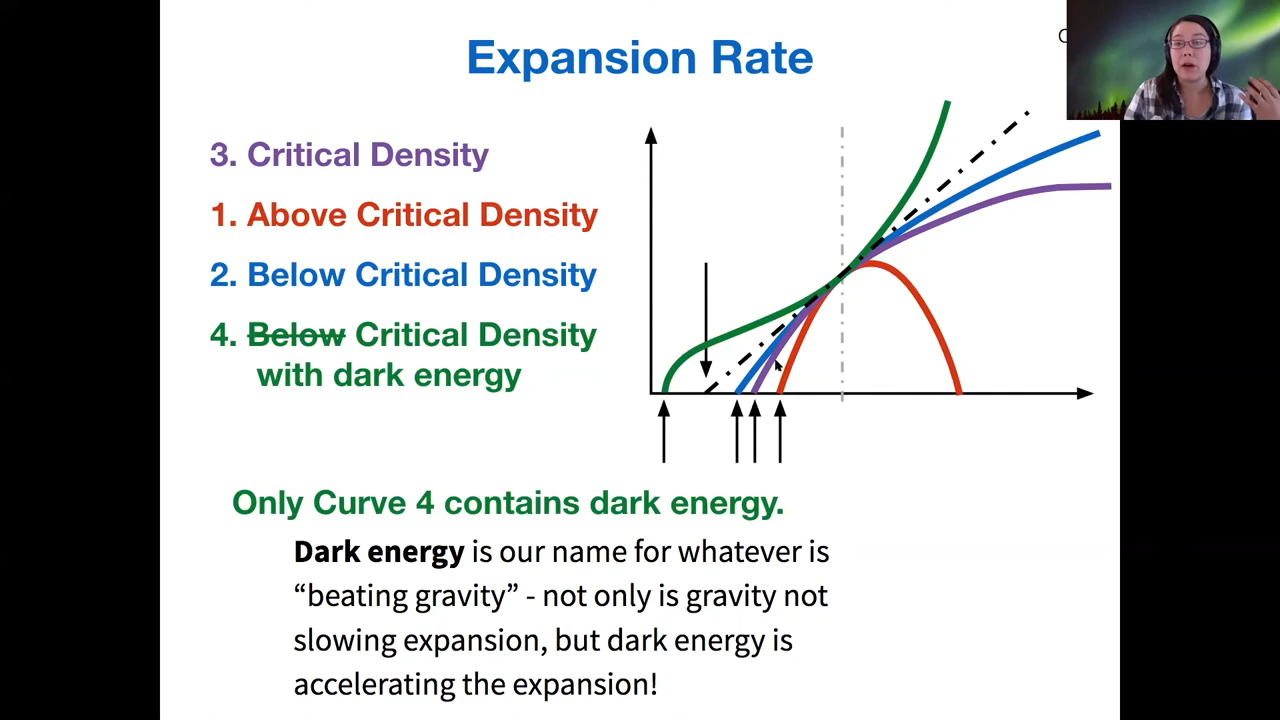 Expansion Rate
3. Critical Density
1. Above Critical Density
2. Below Critical Density
4. Below Critical Density
with dark energy
Only Curve 4 contains dark energy.
Dark energy is our name for whatever is
“beating gravity” - not only is gravity not
slowing expansion, but dark energy is
accelerating the expansion!